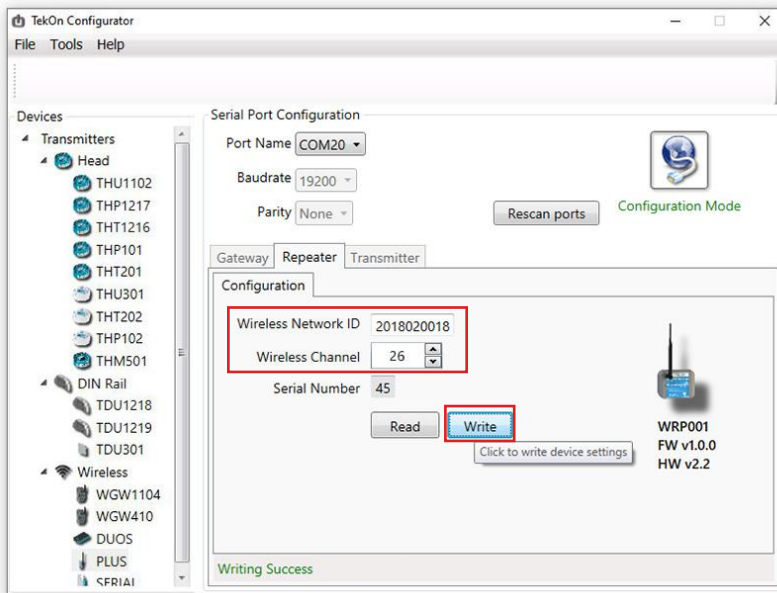 TekOn Configurator
File Tools Help
Devices
Transmitters
Head
THU1102
THP1217
THT1216
THP101
THT201
THU301
THT202
THP102
THM501
DIN Rail
TDU1218
TDU1219
TDU301
Wireless
WGW1104
WGW410
DUOS
PLUS
SERIAL
Serial Port Configuration
Port Name COM20
Baudrate 19200
Parity None
Rescan ports
Configuration Mode
Gateway Repeater Transmitter
Configuration
Wireless Network ID 2018020018
Wireless Channel 26
Serial Number 45
Read Write
Click to write device settings
WRP001
FW v1.0.0
HW v2.2
Writing Success